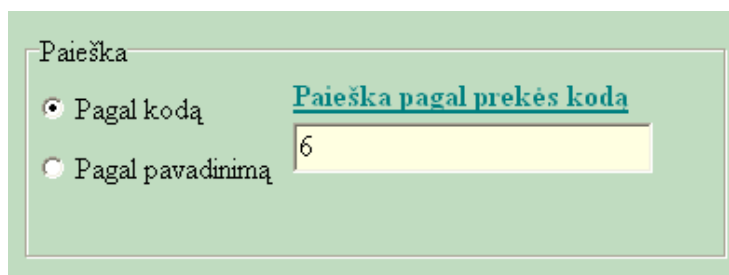 Paieška
Pagal kodą
Paieška pagal prekės kodą
6
Pagal pavadinimą